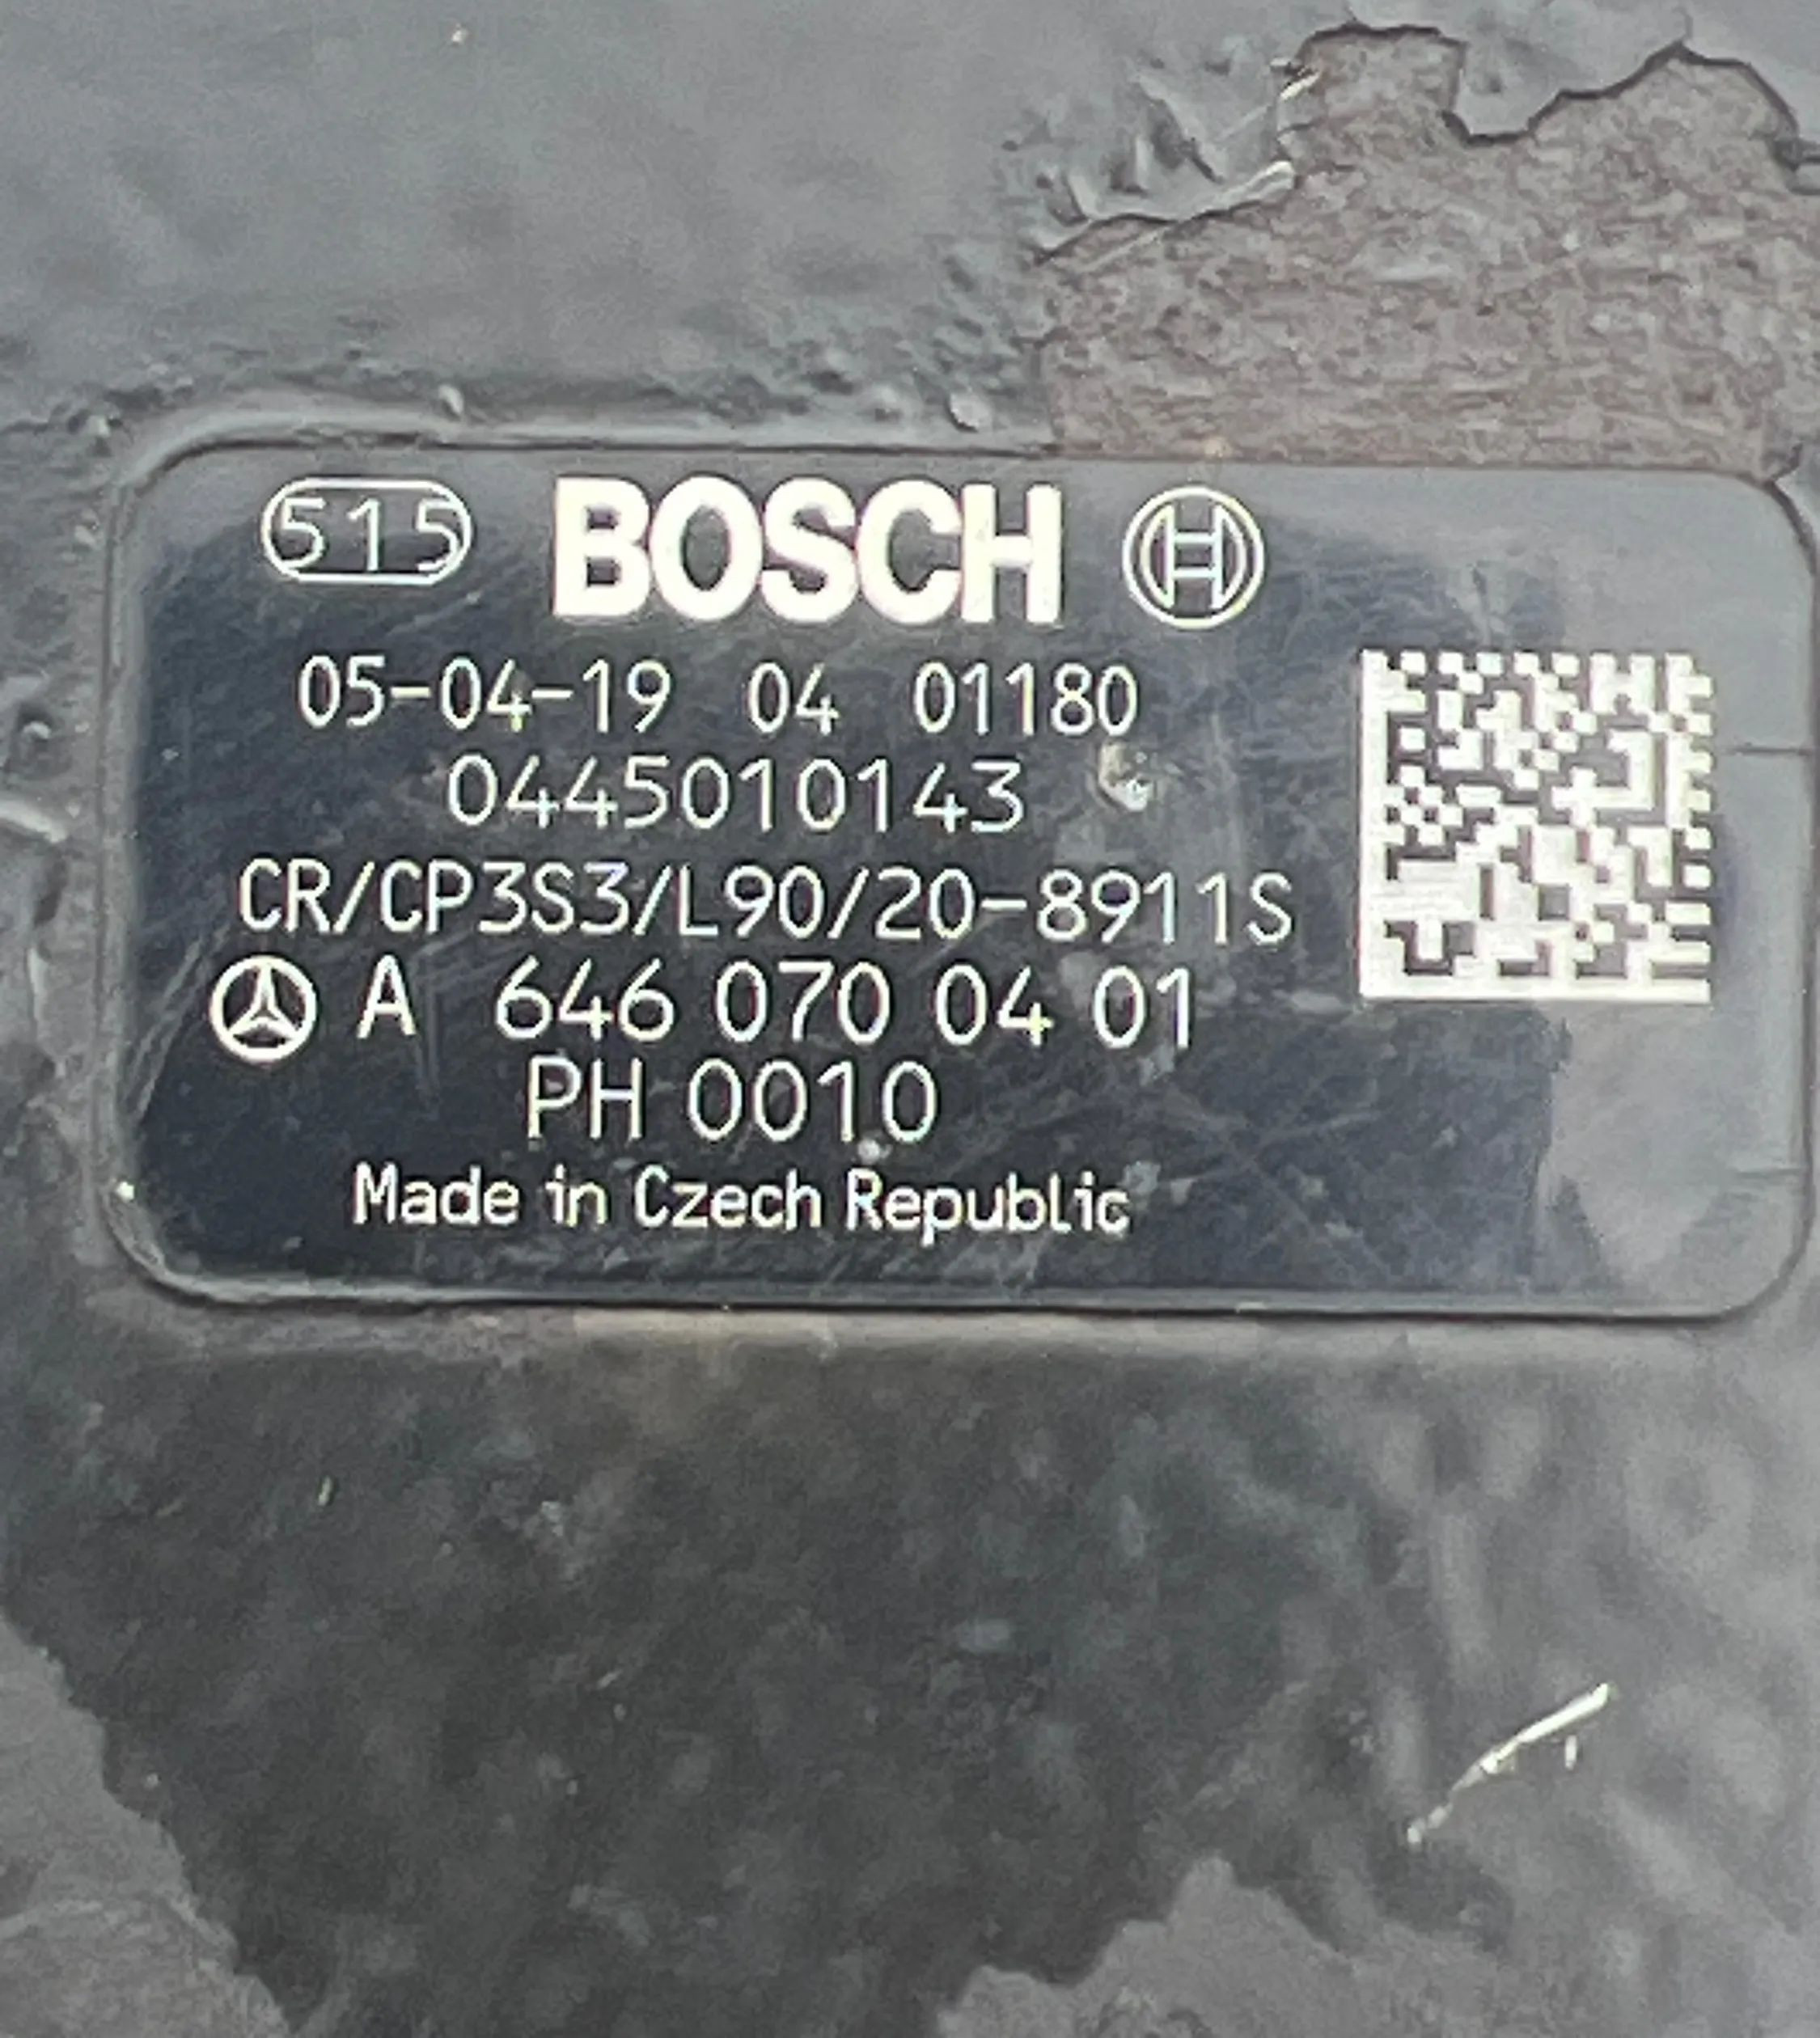 515 BOSCH
05-04-19 04 01180
0445010143
CR/CP3S3/L90/20-8911S
A 646 070 04 01
PH 0010
Made in Czech Republic